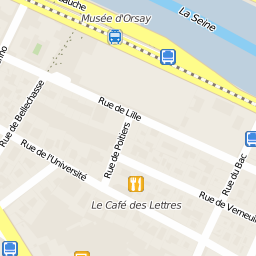 Gauche
Musée d'Orsay
La Seine
Rue de Bellechasse
Rue de Lille
Rue de Poitiers
Rue de l'Université
Rue du Bac
Rue de Verneuil
Le Café des Lettres